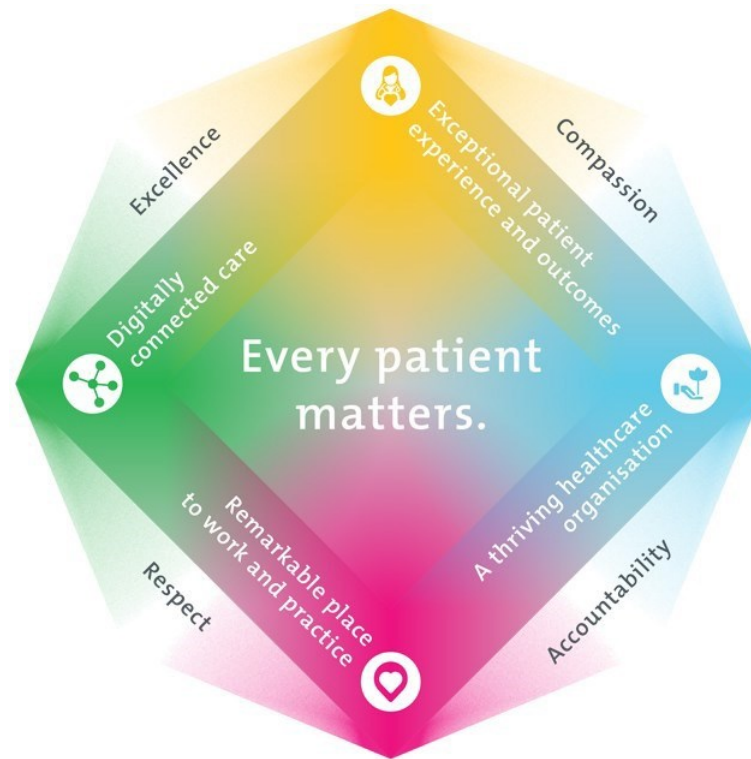 Excellence
Compassion
Exceptional patient
experience and outcomes
Digitally
connected care
Every patient
matters.
Remarkable place
to work and practice
A thriving healthcare
organisation
Respect
Accountability